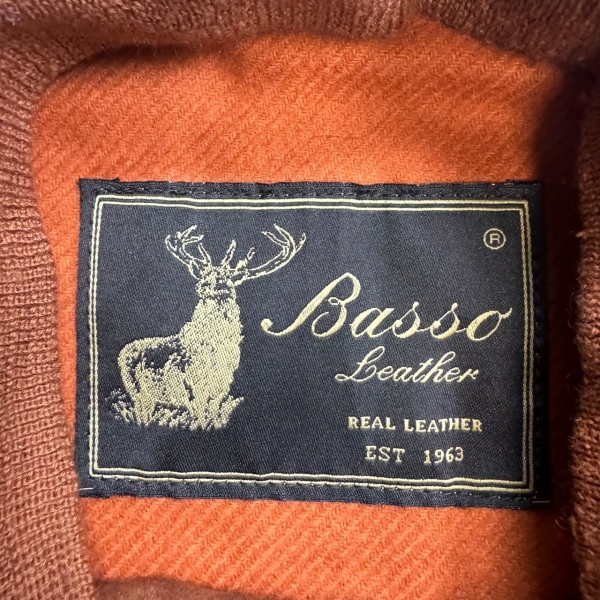 ®
Basso
Leather
REAL LEATHER
EST 1963